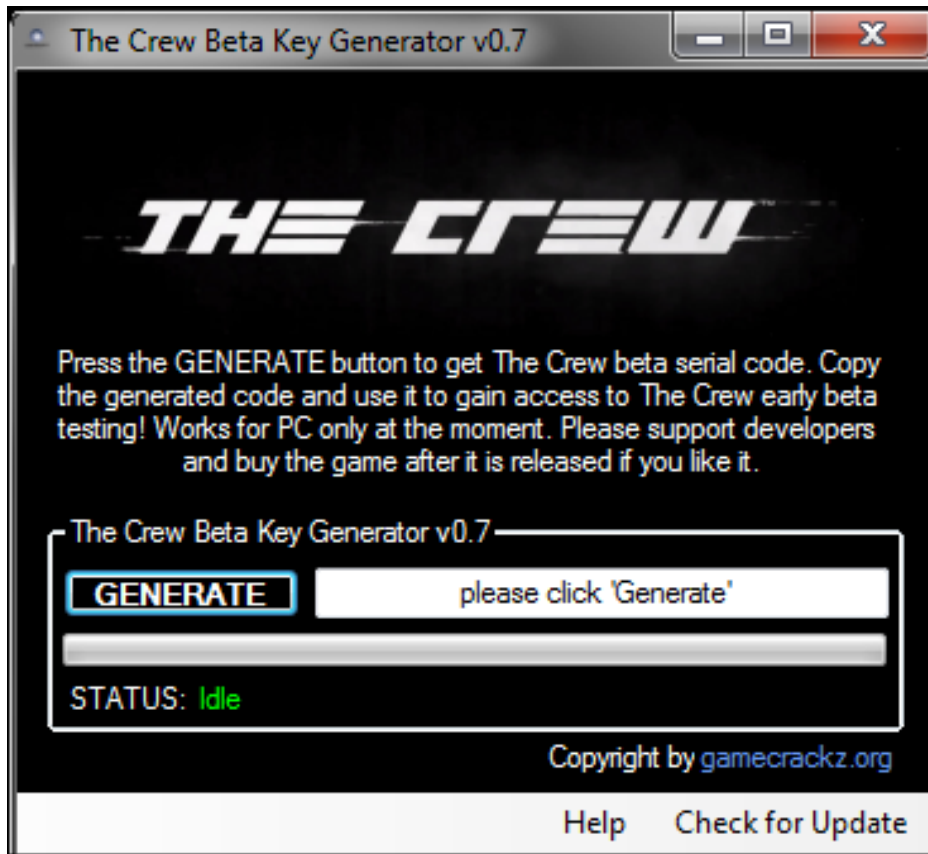 The Crew Beta Key Generator v0.7
THE CREW
Press the GENERATE button to get The Crew beta serial code. Copy
the generated code and use it to gain access to The Crew early beta
testing! Works for PC only at the moment. Please support developers
and buy the game after it is released if you like it.
The Crew Beta Key Generator v0.7
GENERATE please click 'Generate'
STATUS: Idle
Copyright by gamecrackz.org
Help Check for Update